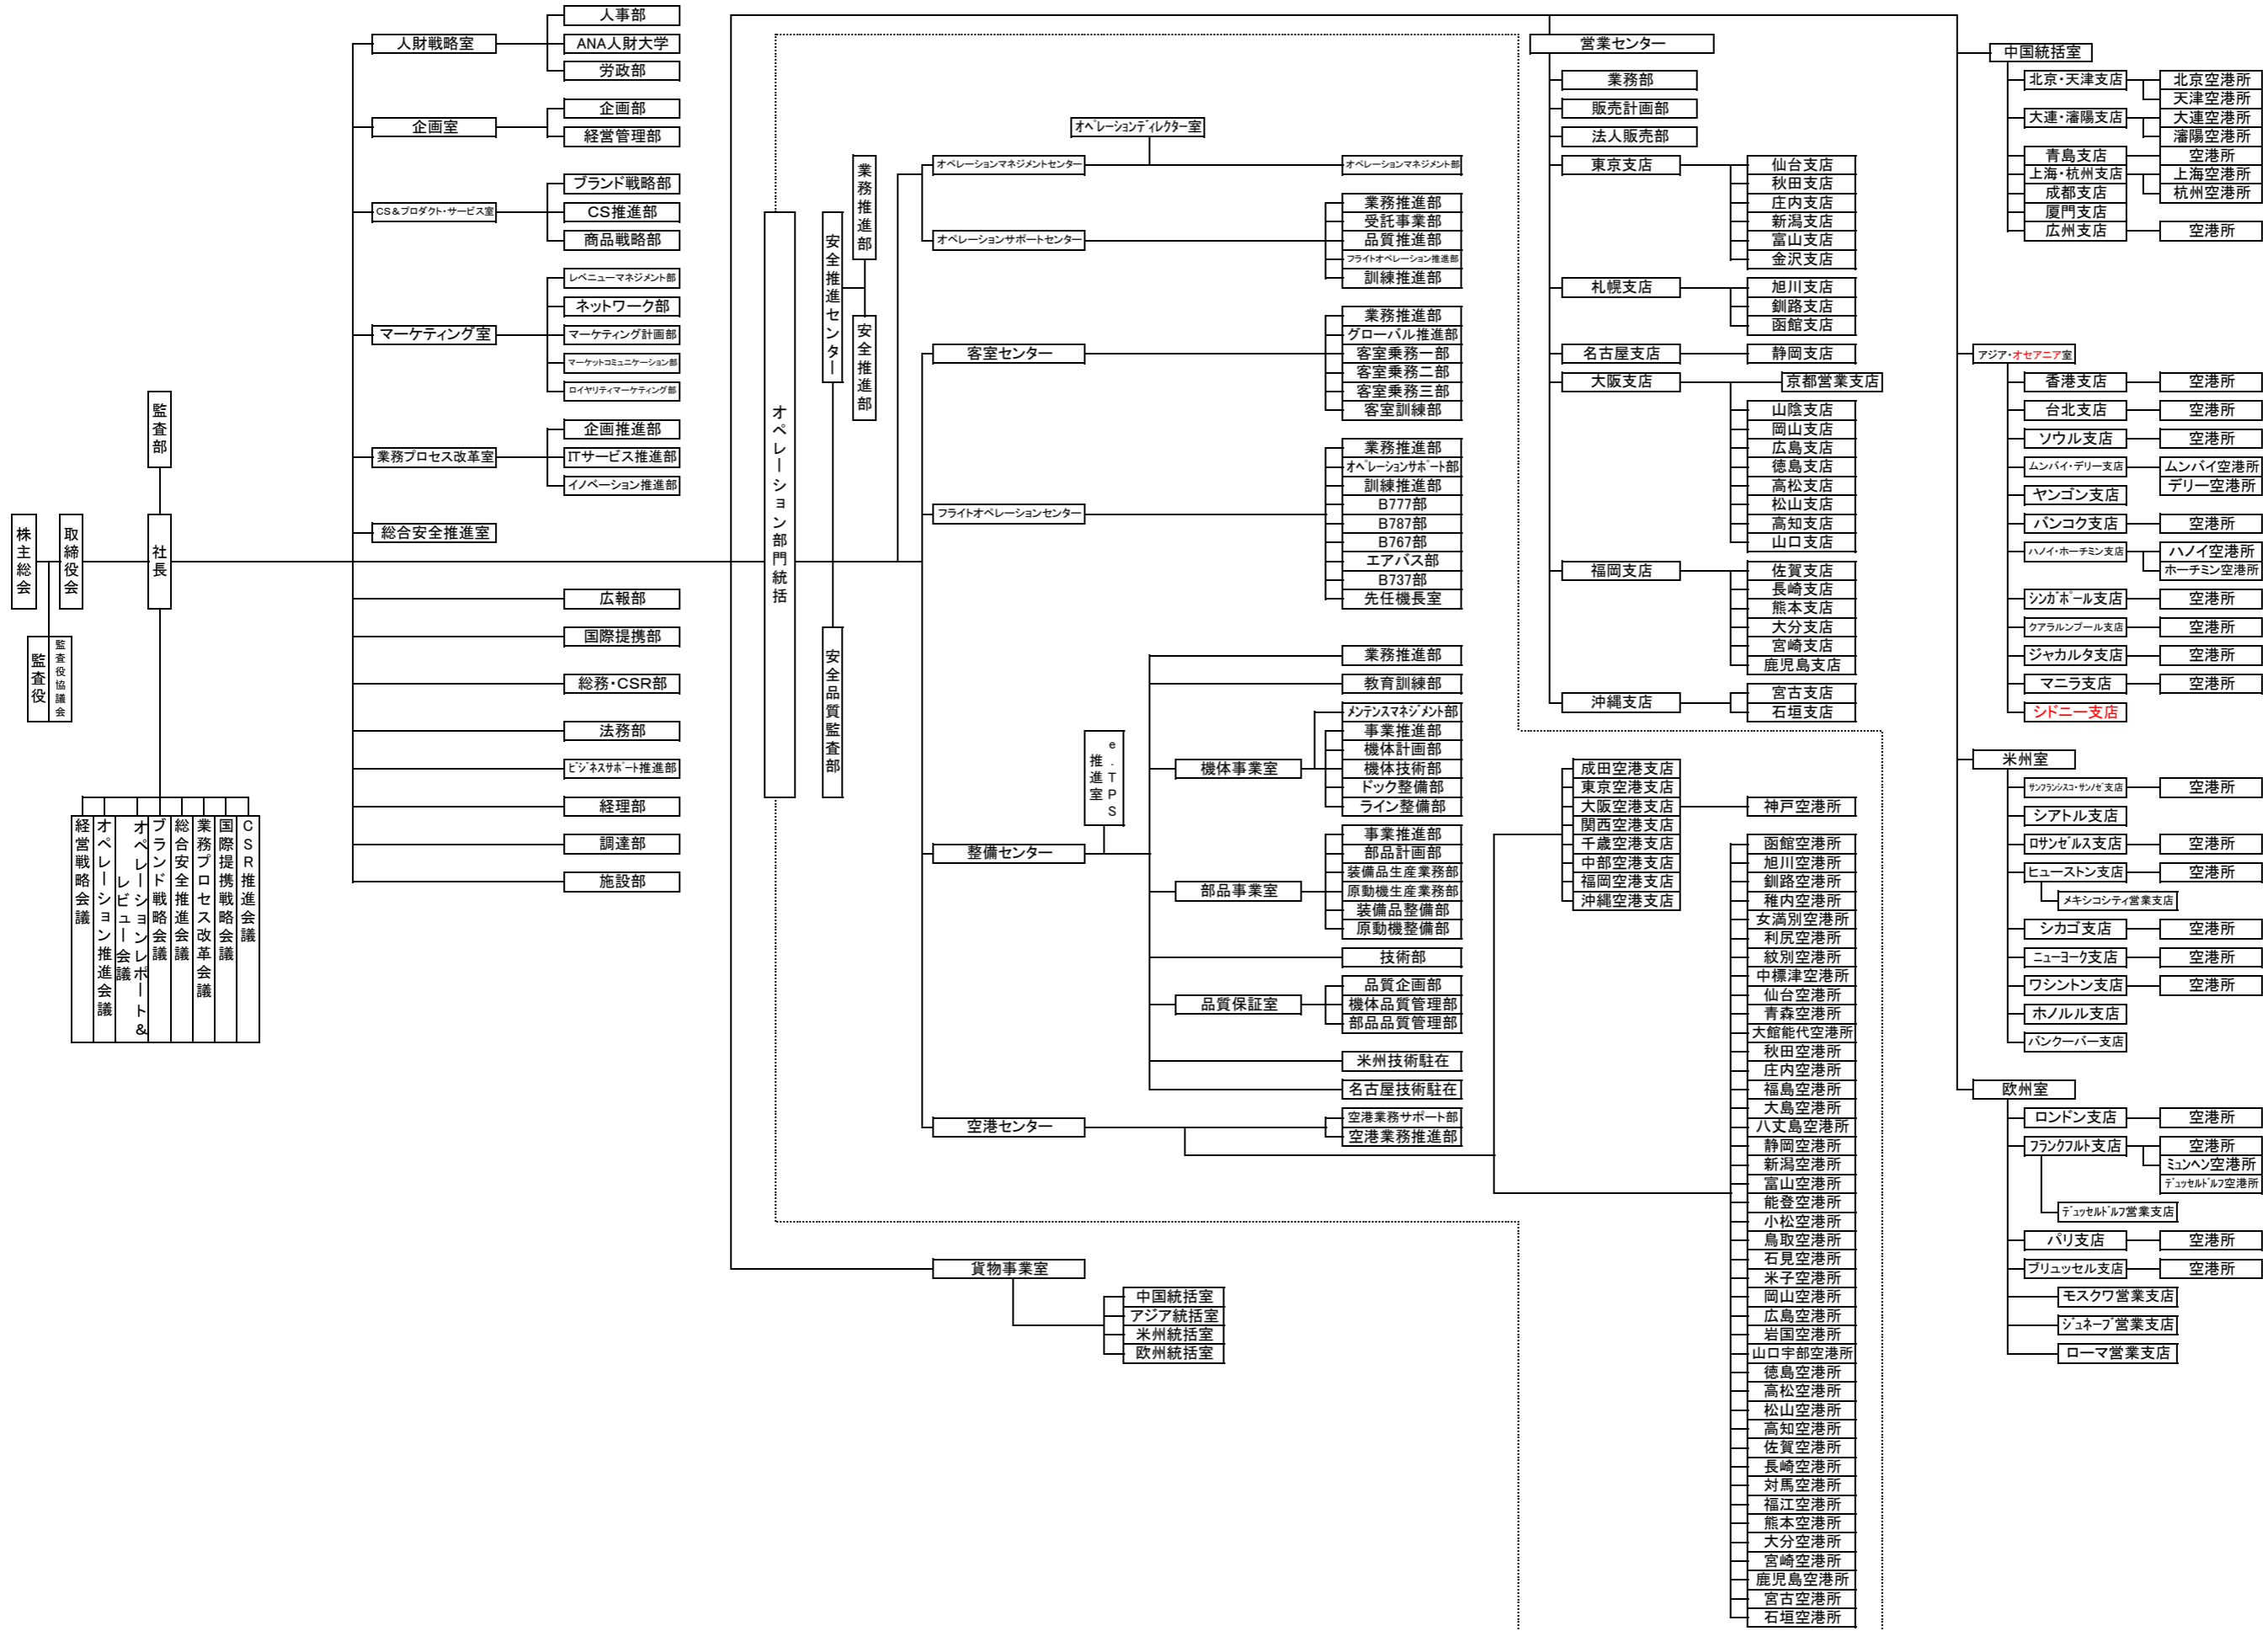 株主総会
取締役会
監査役
監査役協議会
監査部
社長
経営戦略会議
オペレーション推進会議
オペレーションレポート&
レビュー会議
ブランド戦略会議
総合安全推進会議
業務プロセス改革会議
国際提携戦略会議
CSR推進会議
人財戦略室
人事部
ANA人財大学
労政部
企画室
企画部
経営管理部
CS&プロダクト・サービス室
ブランド戦略部
CS推進部
商品戦略部
マーケティング室
レベニューマネジメント部
ネットワーク部
マーケティング計画部
マーケットコミュニケーション部
ロイヤリティマーケティング部
業務プロセス改革室
企画推進部
ITサービス推進部
イノベーション推進部
総合安全推進室
広報部
国際提携部
総務・CSR部
法務部
ビジネスサポート推進部
経理部
調達部
施設部
オペレーション部門統括
安全推進センター
業務推進部
安全推進部
安全品質監査部
オペレーションディレクター室
オペレーションマネジメントセンター
オペレーションマネジメント部
オペレーションサポートセンター
業務推進部
受託事業部
品質推進部
フライトオペレーション推進部
訓練推進部
客室センター
業務推進部
グローバル推進部
客室乗務一部
客室乗務二部
客室乗務三部
客室訓練部
フライトオペレーションセンター
業務推進部
オペレーションサポート部
訓練推進部
B777部
B787部
B767部
エアバス部
B737部
先任機長室
整備センター
e.TPS
推進室
業務推進部
教育訓練部
機体事業室
メンテンスマネジメント部
事業推進部
機体計画部
機体技術部
ドック整備部
ライン整備部
部品事業室
事業推進部
部品計画部
装備品生産業務部
原動機生産業務部
装備品整備部
原動機整備部
技術部
品質保証室
品質企画部
機体品質管理部
部品品質管理部
米州技術駐在
名古屋技術駐在
空港センター
空港業務サポート部
空港業務推進部
貨物事業室
中国統括室
アジア統括室
米州統括室
欧州統括室
営業センター
業務部
販売計画部
法人販売部
東京支店
仙台支店
秋田支店
庄内支店
新潟支店
富山支店
金沢支店
札幌支店
旭川支店
釧路支店
函館支店
名古屋支店
静岡支店
大阪支店
京都営業支店
山陰支店
岡山支店
広島支店
徳島支店
高松支店
松山支店
高知支店
山口支店
福岡支店
佐賀支店
長崎支店
熊本支店
大分支店
宮崎支店
鹿児島支店
沖縄支店
宮古支店
石垣支店
成田空港支店
東京空港支店
大阪空港支店
関西空港支店
千歳空港支店
中部空港支店
福岡空港支店
沖縄空港支店
神戸空港所
函館空港所
旭川空港所
釧路空港所
稚内空港所
女満別空港所
利尻空港所
紋別空港所
中標津空港所
仙台空港所
青森空港所
大館能代空港所
秋田空港所
庄内空港所
福島空港所
大島空港所
八丈島空港所
静岡空港所
新潟空港所
富山空港所
能登空港所
小松空港所
鳥取空港所
石見空港所
米子空港所
岡山空港所
広島空港所
岩国空港所
山口宇部空港所
徳島空港所
高松空港所
松山空港所
高知空港所
佐賀空港所
長崎空港所
対馬空港所
福江空港所
熊本空港所
大分空港所
宮崎空港所
鹿児島空港所
宮古空港所
石垣空港所
中国統括室
北京・天津支店
北京空港所
天津空港所
大連・瀋陽支店
大連空港所
瀋陽空港所
青島支店
空港所
上海・杭州支店
上海空港所
杭州空港所
成都支店
厦門支店
広州支店
空港所
アジア・オセアニア室
香港支店
空港所
台北支店
空港所
ソウル支店
空港所
ムンバイ・デリー支店
ムンバイ空港所
デリー空港所
ヤンゴン支店
バンコク支店
空港所
ハノイ・ホーチミン支店
ハノイ空港所
ホーチミン空港所
シンガポール支店
空港所
クアラルンプール支店
空港所
ジャカルタ支店
空港所
マニラ支店
空港所
シドニー支店
米州室
サンフランシスコ・サンノゼ支店
空港所
シアトル支店
ロサンゼルス支店
空港所
ヒューストン支店
空港所
メキシコシティ営業支店
シカゴ支店
空港所
ニューヨーク支店
空港所
ワシントン支店
空港所
ホノルル支店
バンクーバー支店
欧州室
ロンドン支店
空港所
フランクフルト支店
空港所
ミュンヘン空港所
デュッセルドルフ空港所
デュッセルドルフ営業支店
パリ支店
空港所
ブリュッセル支店
空港所
モスクワ営業支店
ジュネーブ営業支店
ローマ営業支店